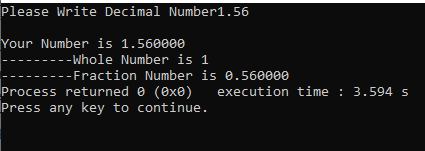 Please Write Decimal Number1.56
Your Number is 1.560000
---------Whole Number is 1
---------Fraction Number is 0.560000
Process returned 0 (0x0)   execution time : 3.594 s
Press any key to continue.